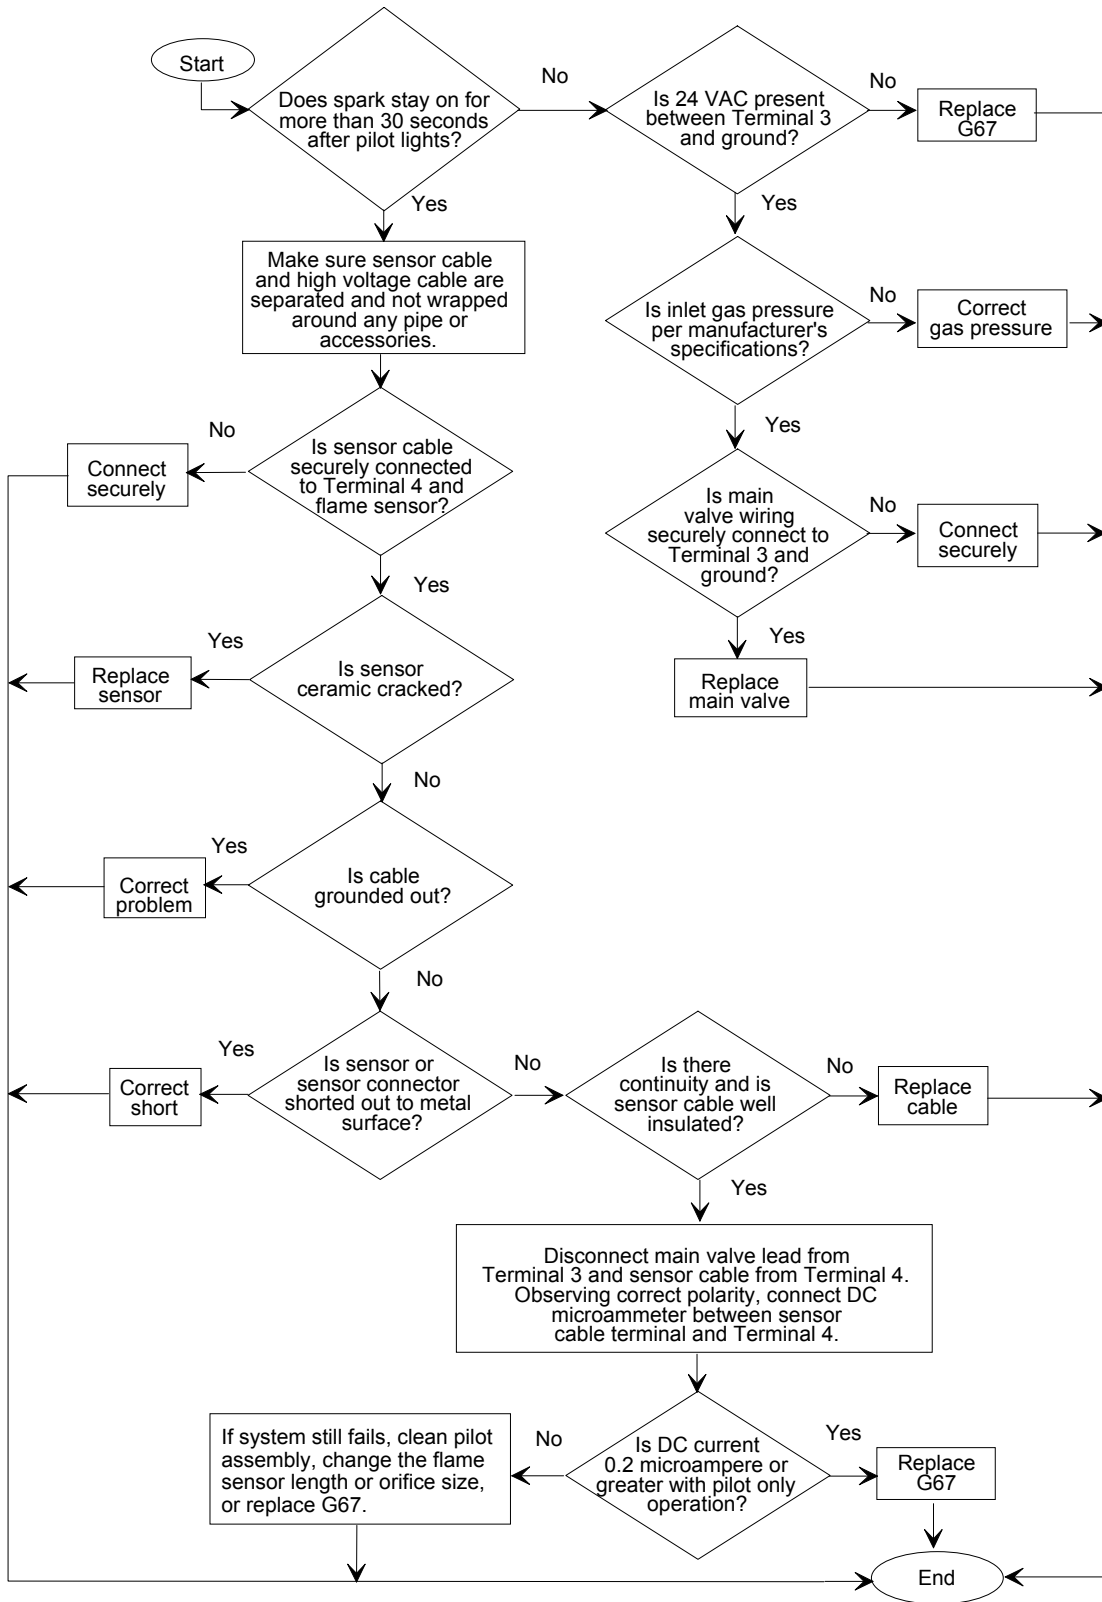 Start
Does spark stay on for
more than 30 seconds
after pilot lights?
No
Is 24 VAC present
between Terminal 3
and ground?
No
Replace
G67
Yes
Yes
Make sure sensor cable
and high voltage cable are
separated and not wrapped
around any pipe or
accessories.
Is inlet gas pressure
per manufacturer's
specifications?
No
Correct
gas pressure
Yes
No
Connect
securely
Is sensor cable
securely connected
to Terminal 4 and
flame sensor?
Is main
valve wiring
securely connect to
Terminal 3 and
ground?
No
Connect
securely
Yes
Yes
Replace
main valve
Yes
Replace
sensor
Is sensor
ceramic cracked?
No
Yes
Correct
problem
Is cable
grounded out?
No
Yes
Correct
short
Is sensor or
sensor connector
shorted out to metal
surface?
No
Is there
continuity and is
sensor cable well
insulated?
No
Replace
cable
Yes
Disconnect main valve lead from
Terminal 3 and sensor cable from Terminal 4.
Observing correct polarity, connect DC
microammeter between sensor
cable terminal and Terminal 4.
If system still fails, clean pilot
assembly, change the flame
sensor length or orifice size,
or replace G67.
No
Is DC current
0.2 microampere or
greater with pilot only
operation?
Yes
Replace
G67
End